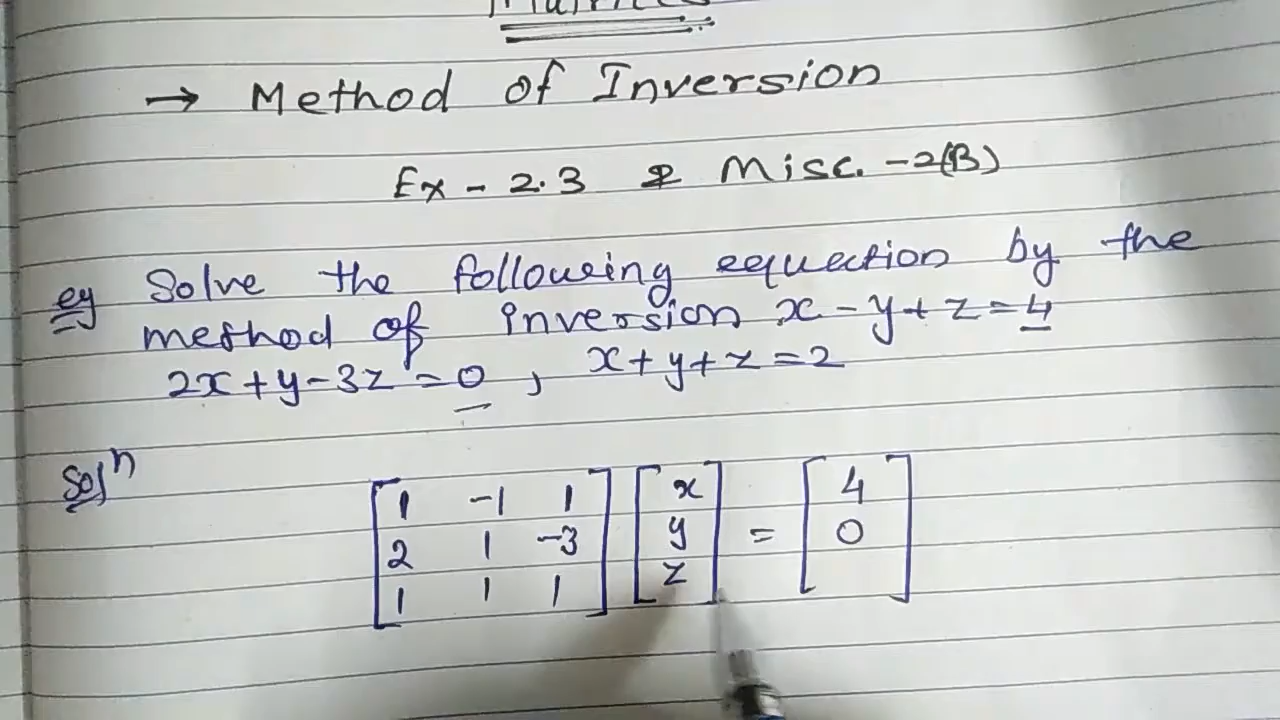 → Method of Inversion
Ex - 2.3 & Misc. -2(B)
eg Solve the following equation by the
method of inversion x - y + z = 4
2x + y - 3z = 0 , x + y + z = 2
Solⁿ
[1 -1 1] [x] = [4]
[2 1 -3] [y] [0]
[1 1 1] [z]